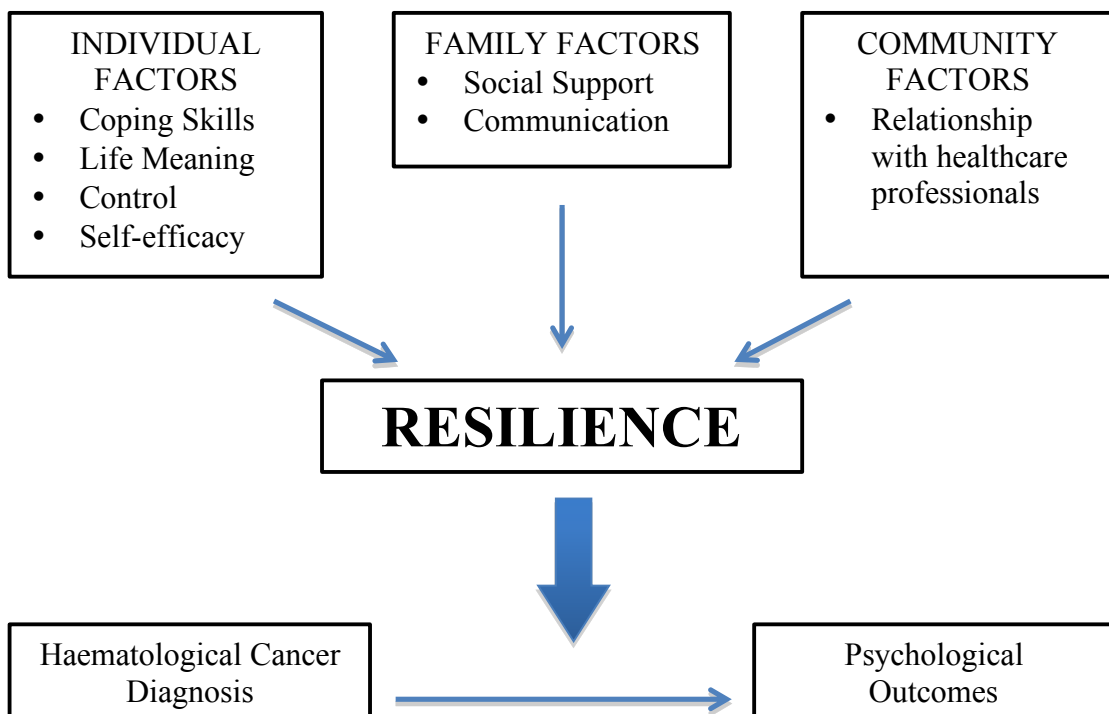 INDIVIDUAL
FACTORS
• Coping Skills
• Life Meaning
• Control
• Self-efficacy
FAMILY FACTORS
• Social Support
• Communication
COMMUNITY
FACTORS
• Relationship
with healthcare
professionals
RESILIENCE
Haematological Cancer
Diagnosis
Psychological
Outcomes